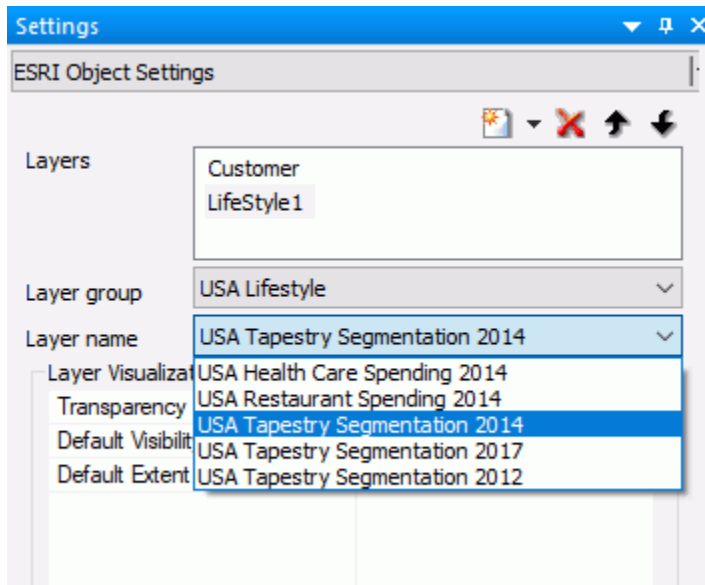 Settings
ESRI Object Settings
Layers
Customer
LifeStyle1
Layer group USA Lifestyle
Layer name USA Tapestry Segmentation 2014
Layer Visualizat USA Health Care Spending 2014
Transparency USA Restaurant Spending 2014
USA Tapestry Segmentation 2014
Default Visibilit USA Tapestry Segmentation 2017
Default Extent USA Tapestry Segmentation 2012